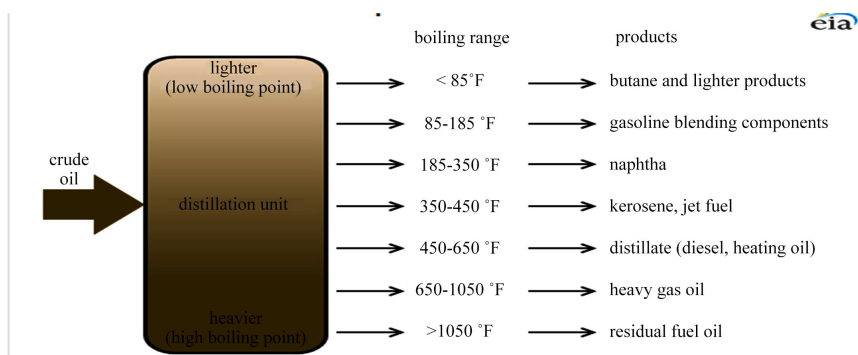 eia
boiling range products
lighter
(low boiling point)
< 85˚F butane and lighter products
85-185 ˚F gasoline blending components
crude
oil
185-350 ˚F naphtha
distillation unit 350-450 ˚F kerosene, jet fuel
450-650 ˚F distillate (diesel, heating oil)
650-1050 ˚F heavy gas oil
heavier
(high boiling point)
>1050 ˚F residual fuel oil